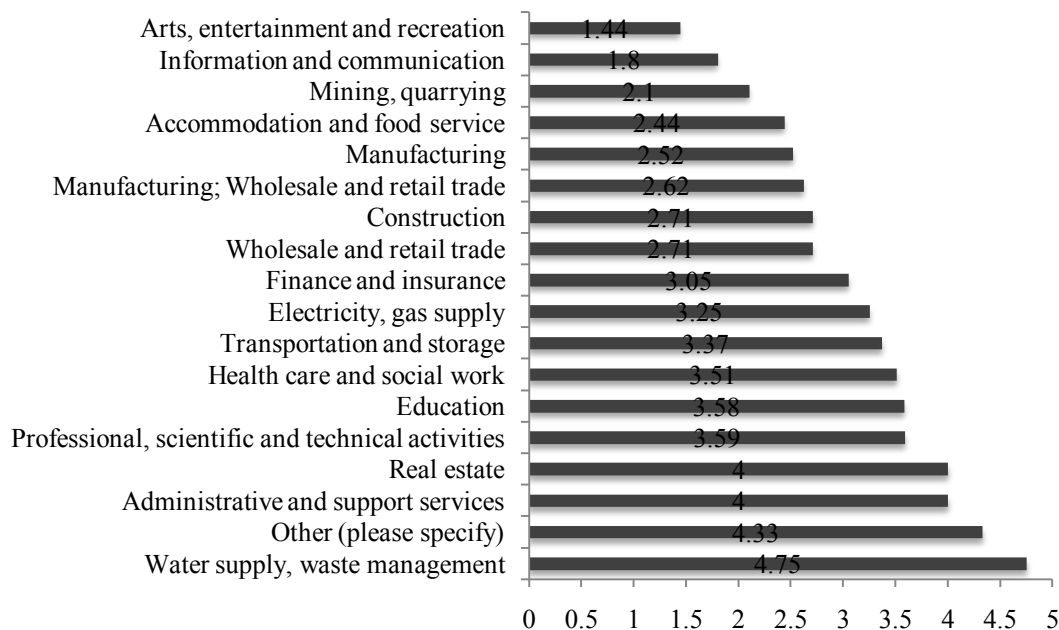 Arts, entertainment and recreation 1.44
Information and communication 1.8
Mining, quarrying 2.1
Accommodation and food service 2.44
Manufacturing 2.52
Manufacturing; Wholesale and retail trade 2.62
Construction 2.71
Wholesale and retail trade 2.71
Finance and insurance 3.05
Electricity, gas supply 3.25
Transportation and storage 3.37
Health care and social work 3.51
Education 3.58
Professional, scientific and technical activities 3.59
Real estate 4
Administrative and support services 4
Other (please specify) 4.33
Water supply, waste management 4.75
0 0.5 1 1.5 2 2.5 3 3.5 4 4.5 5